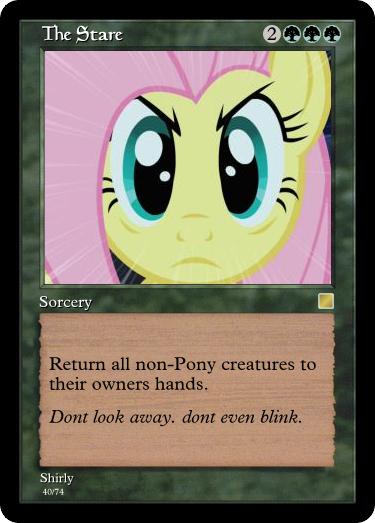 The Stare 2
Sorcery
Return all non-Pony creatures to
their owners hands.
Dont look away. dont even blink.
Shirly
40/74